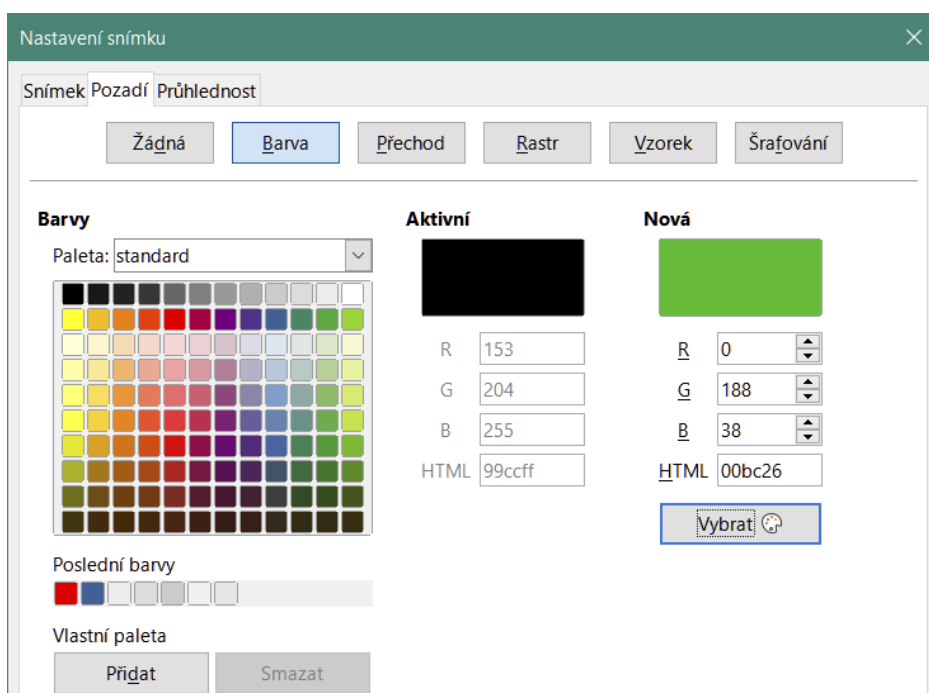 Nastavení snímku
Snímek Pozadí Průhlednost
Žádná Barva Přechod Rastr Vzorek Šrafování
Barvy Aktivní Nová
Paleta: standard
R 153 R 0
G 204 G 188
B 255 B 38
HTML 99ccff HTML 00bc26
Vybrat
Poslední barvy
Vlastní paleta
Přidat Smazat